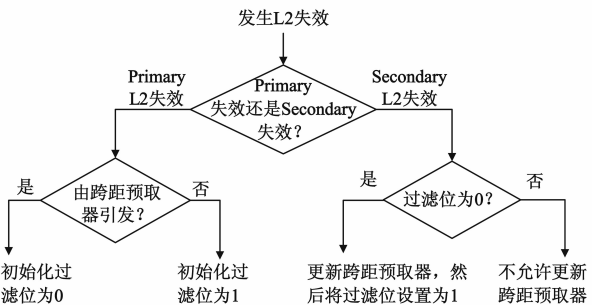 发生L2失效
Primary
L2失效
Primary
失效还是Secondary
失效?
Secondary
L2失效
是
由跨距预取
器引发?
否
是
过滤位为0?
否
初始化过
滤位为0
初始化过
滤位为1
更新跨距预取器，然
后将过滤位设置为1
不允许更新
跨距预取器